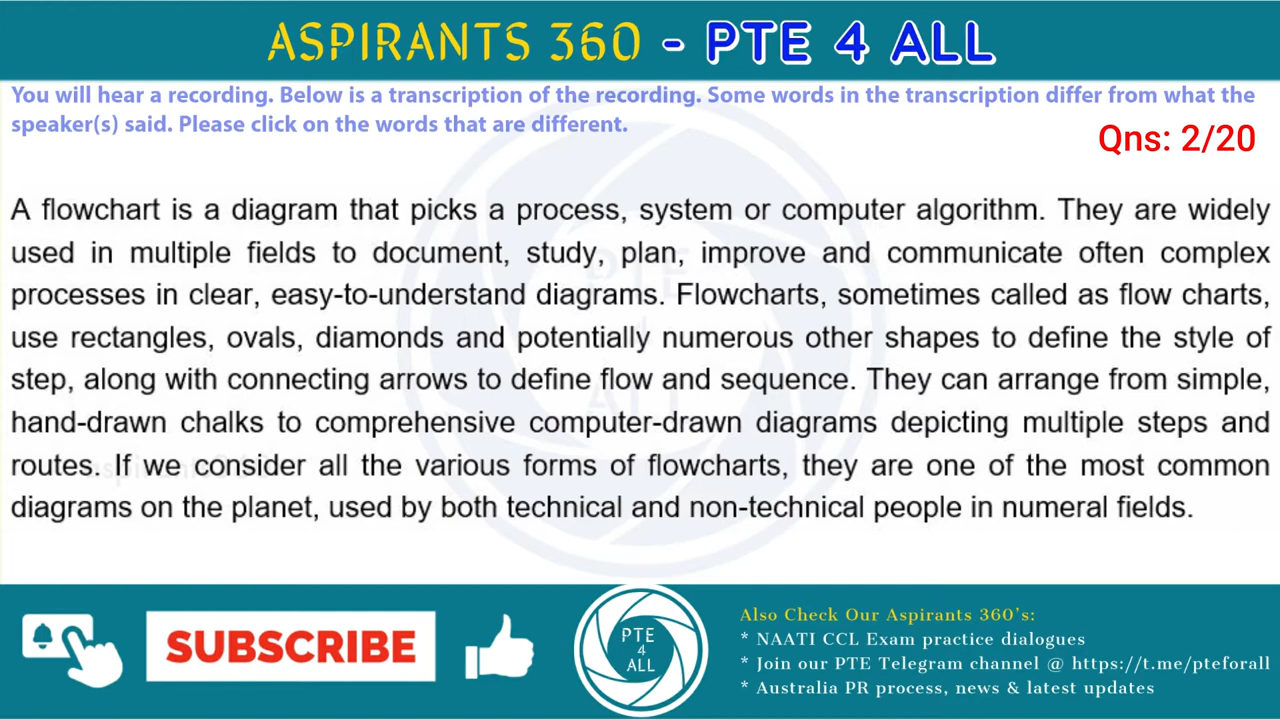 ASPIRANTS 360 - PTE 4 ALL
You will hear a recording. Below is a transcription of the recording. Some words in the transcription differ from what the
speaker(s) said. Please click on the words that are different.
Qns: 2/20
A flowchart is a diagram that picks a process, system or computer algorithm. They are widely
used in multiple fields to document, study, plan, improve and communicate often complex
processes in clear, easy-to-understand diagrams. Flowcharts, sometimes called as flow charts,
use rectangles, ovals, diamonds and potentially numerous other shapes to define the style of
step, along with connecting arrows to define flow and sequence. They can arrange from simple,
hand-drawn chalks to comprehensive computer-drawn diagrams depicting multiple steps and
routes. If we consider all the various forms of flowcharts, they are one of the most common
diagrams on the planet, used by both technical and non-technical people in numeral fields.
PTE
4
ALL
aspirants360
SUBSCRIBE
PTE
4
ALL
Also Check Our Aspirants 360's:
* NAATI CCL Exam practice dialogues
* Join our PTE Telegram channel @ https://t.me/pteforall
* Australia PR process, news & latest updates